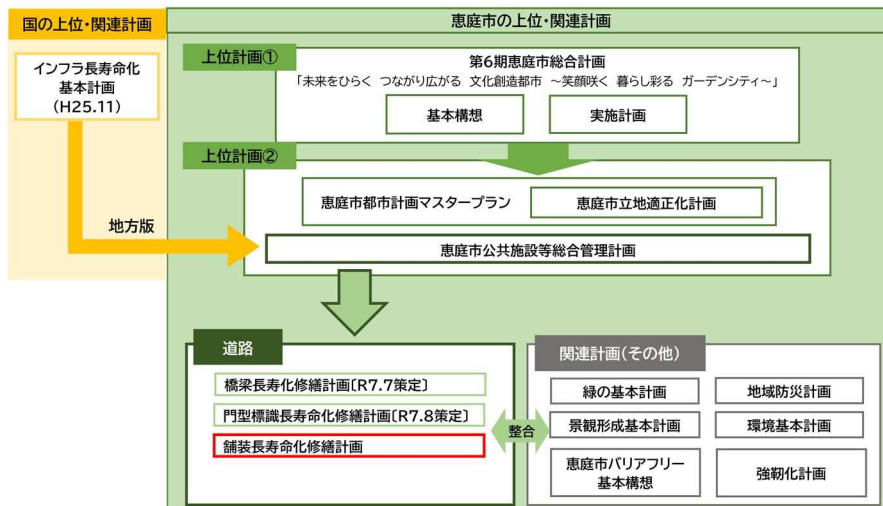 国の上位・関連計画
インフラ長寿命化
基本計画
（H25.11）
地方版
恵庭市の上位・関連計画
上位計画①
第6期恵庭市総合計画
「未来をひらく つながり広がる 文化創造都市 ～笑顔咲く 暮らし彩る ガーデンシティ～」
基本構想
実施計画
上位計画②
恵庭市都市計画マスタープラン
恵庭市立地適正化計画
恵庭市公共施設等総合管理計画
道路
橋梁長寿化修繕計画〔R7.7策定〕
門型標識長寿命化修繕計画〔R7.8策定〕
舗装長寿命化修繕計画
整合
関連計画（その他）
緑の基本計画
地域防災計画
景観形成基本計画
環境基本計画
恵庭市バリアフリー
基本構想
強靭化計画